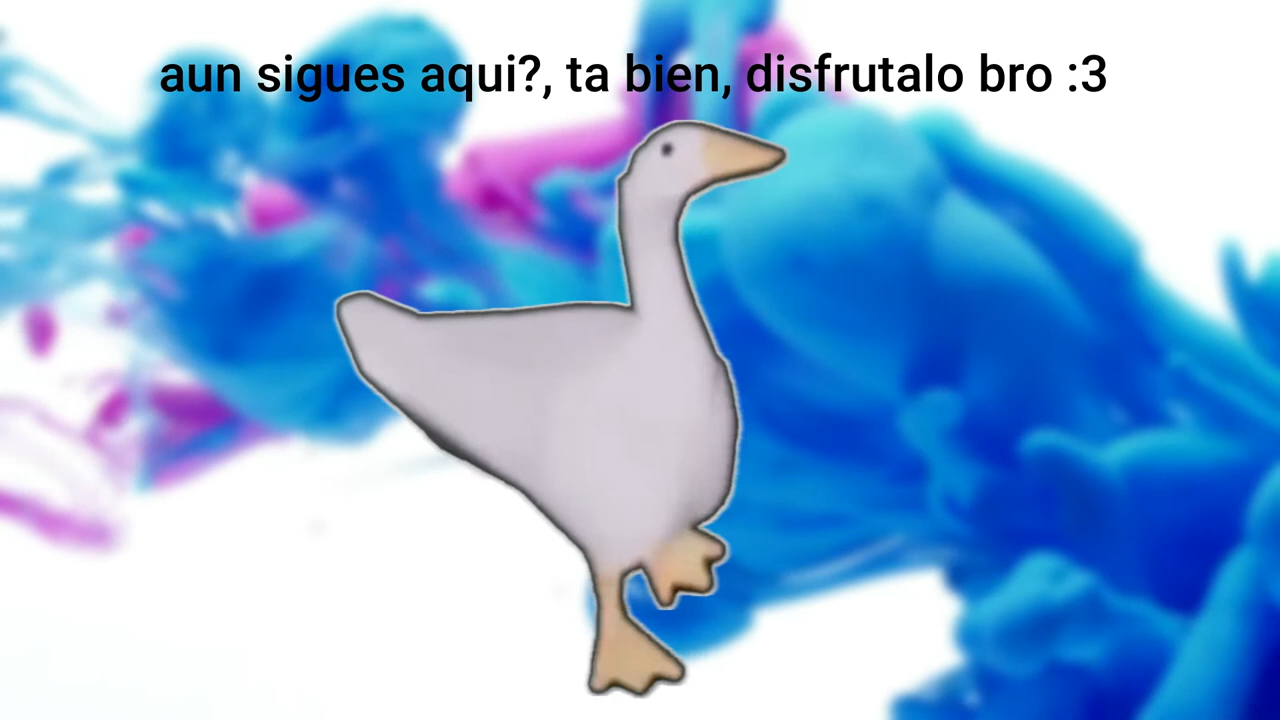 aun sigues aqui?, ta bien, disfrutalo bro :3